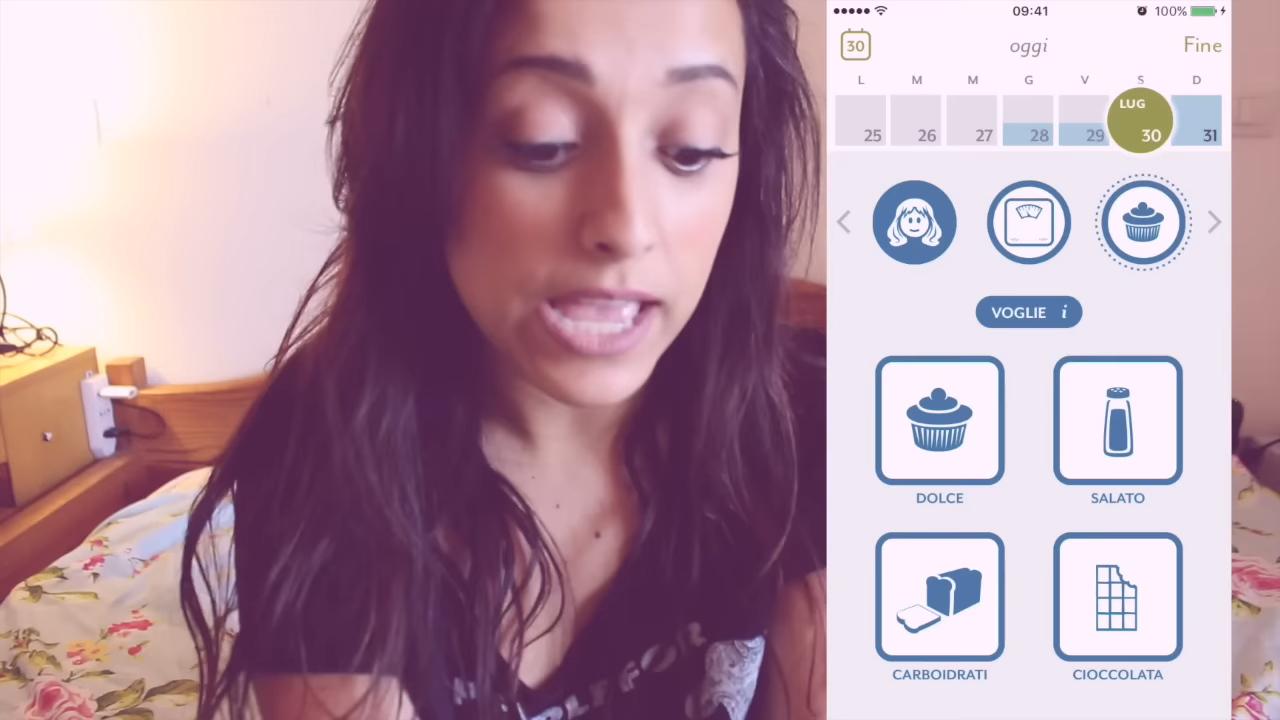 09:41
100%
30
oggi
Fine
L M M G V S D
LUG
25 26 27 28 29 30 31
VOGLIE i
DOLCE
SALATO
CARBOIDRATI
CIOCCOLATA
FOR